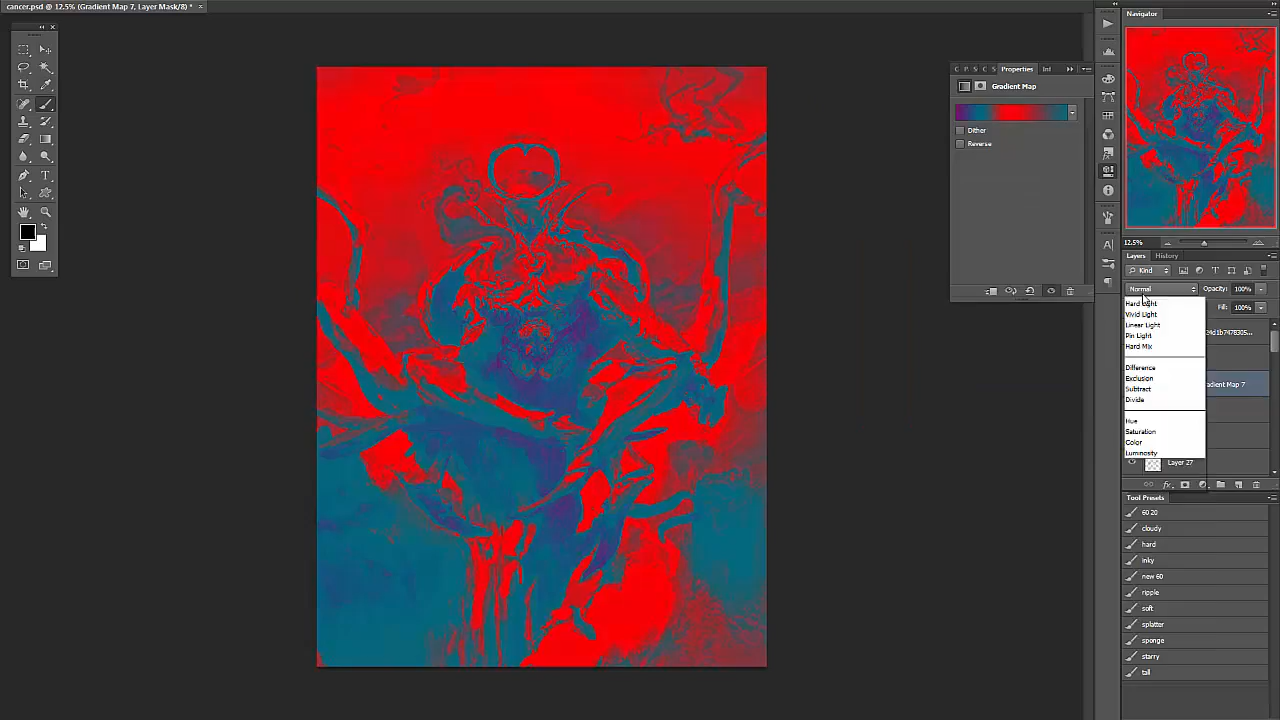 cancer.psd @ 12.5% (Gradient Map 7, Layer Mask/8) *
Navigator
Properties
Gradient Map
Dither
Reverse
12.5%
Layers History
Kind
Normal Opacity: 100%
Fill: 100%
Hard Light
Vivid Light
Linear Light
Pin Light
Hard Mix
Difference
Exclusion
Subtract
Divide
Hue
Saturation
Color
Luminosity
adient Map 7
Layer 27
Tool Presets
60 20
cloudy
hard
inky
new 60
ripple
soft
splatter
sponge
starry
tall